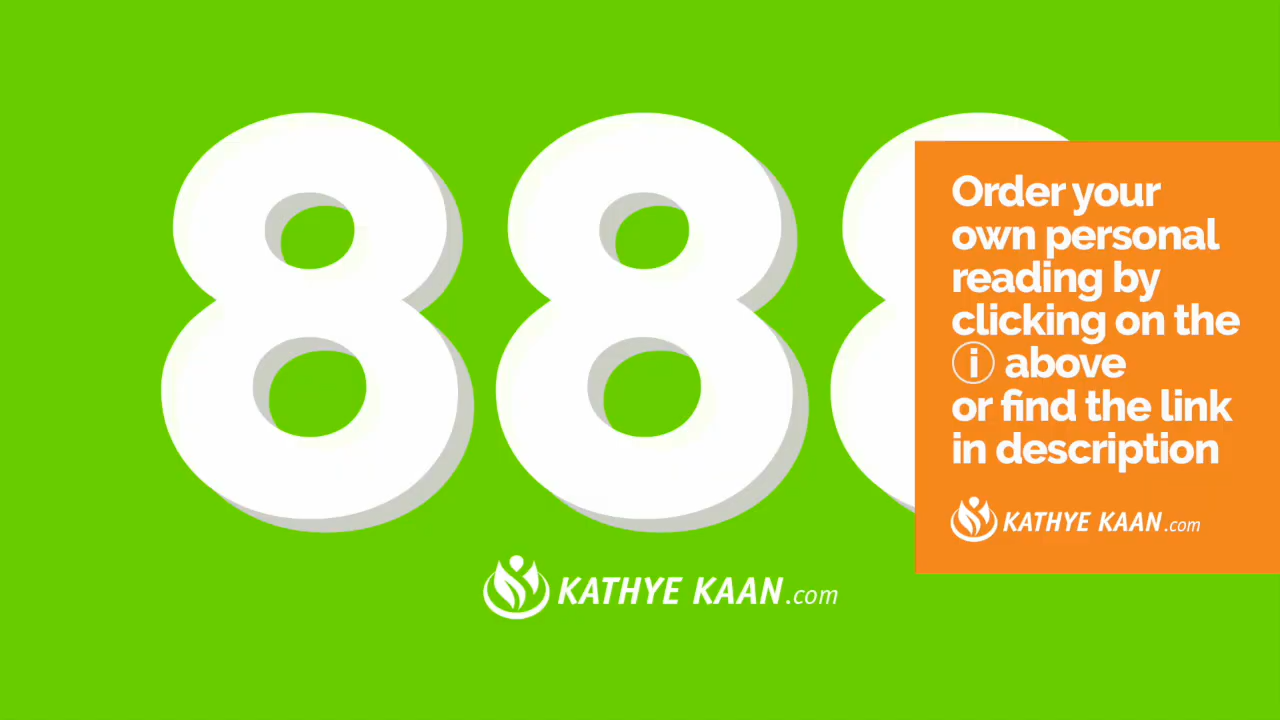 888
Order your
own personal
reading by
clicking on the
i above
or find the link
in description
KATHYE KAAN.com
KATHYE KAAN.com